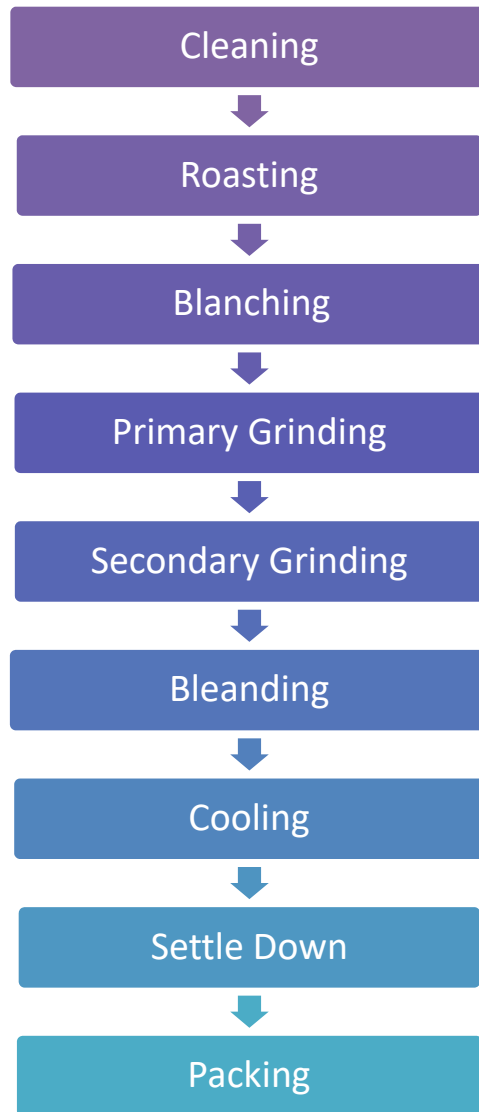 Cleaning
Roasting
Blanching
Primary Grinding
Secondary Grinding
Bleanding
Cooling
Settle Down
Packing